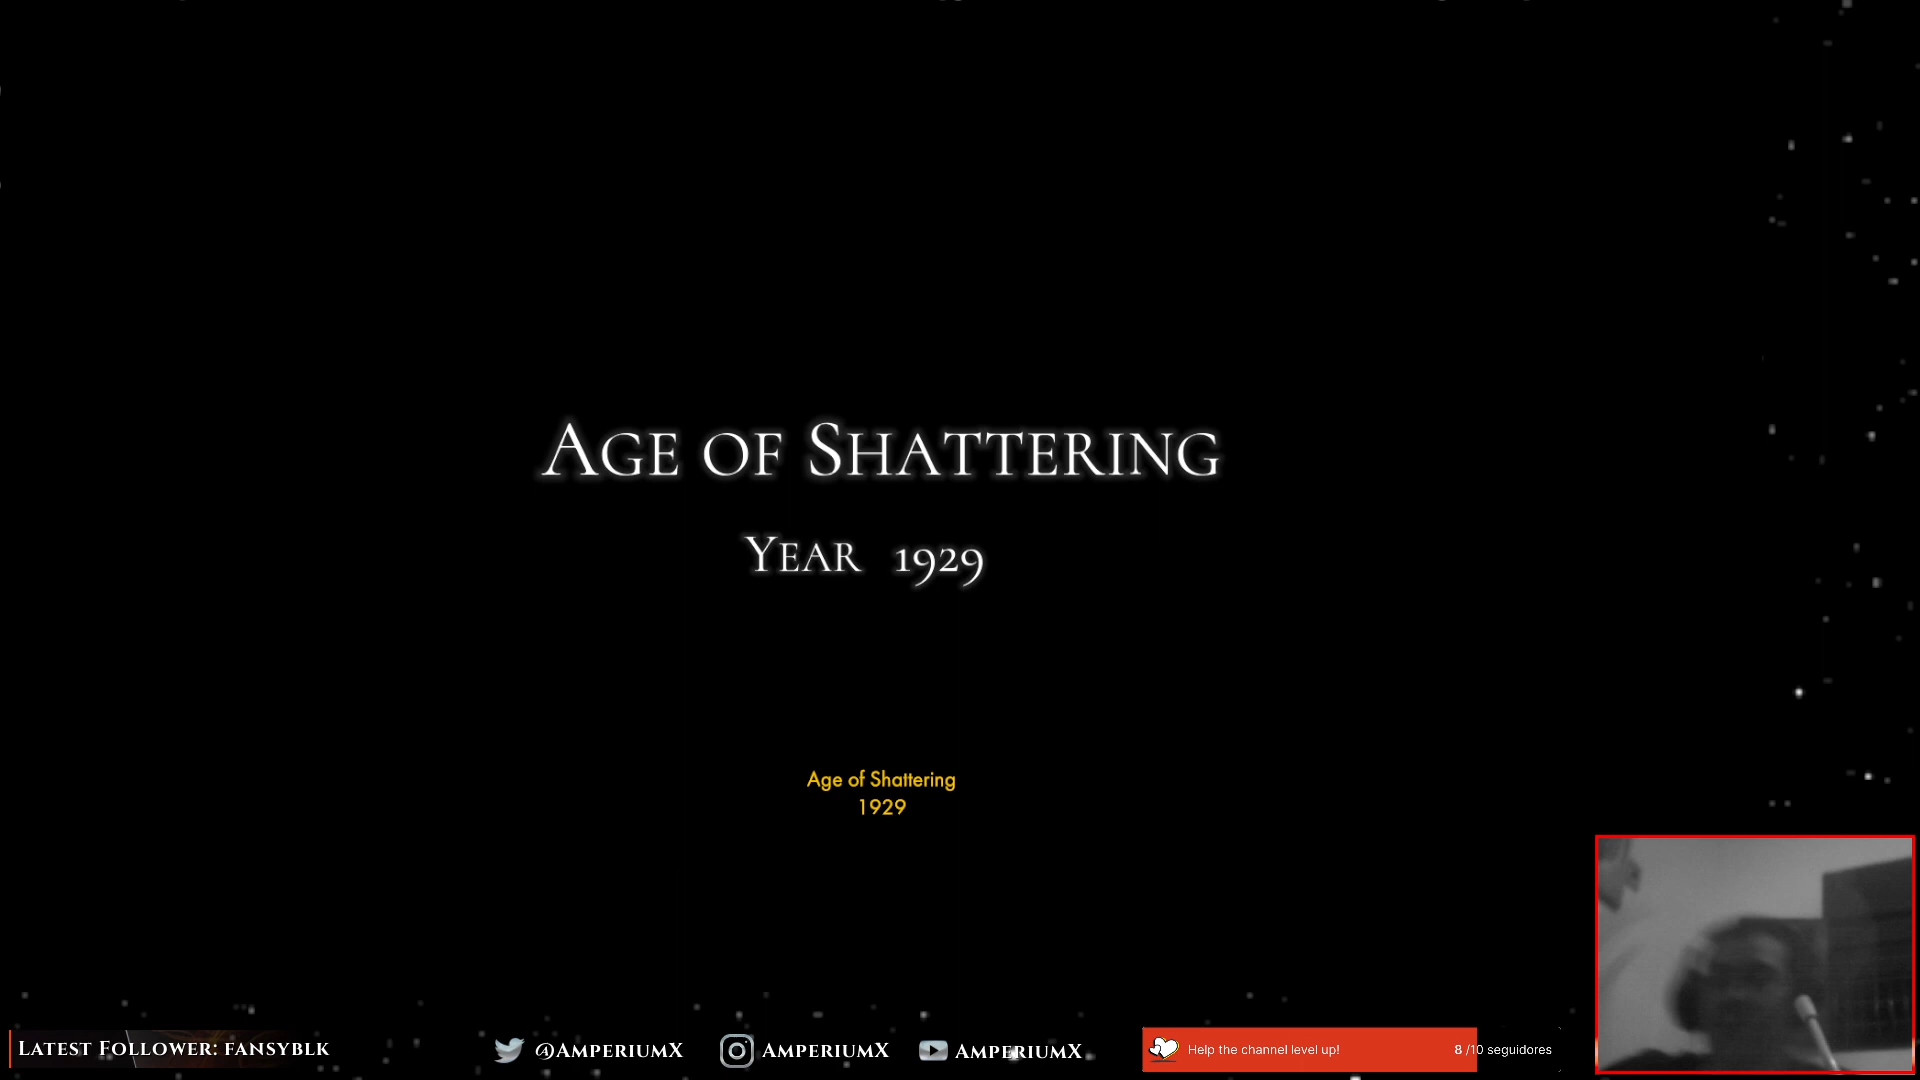 Age of Shattering
Year 1929
Age of Shattering
1929
Latest Follower: fansyblk
@AmperiumX
AmperiumX
AmperiumX
Help the channel level up!
8 /10 seguidores